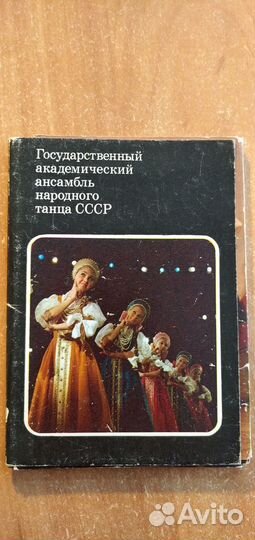 Государственный
академический
ансамбль
народного
танца СССР
Avito